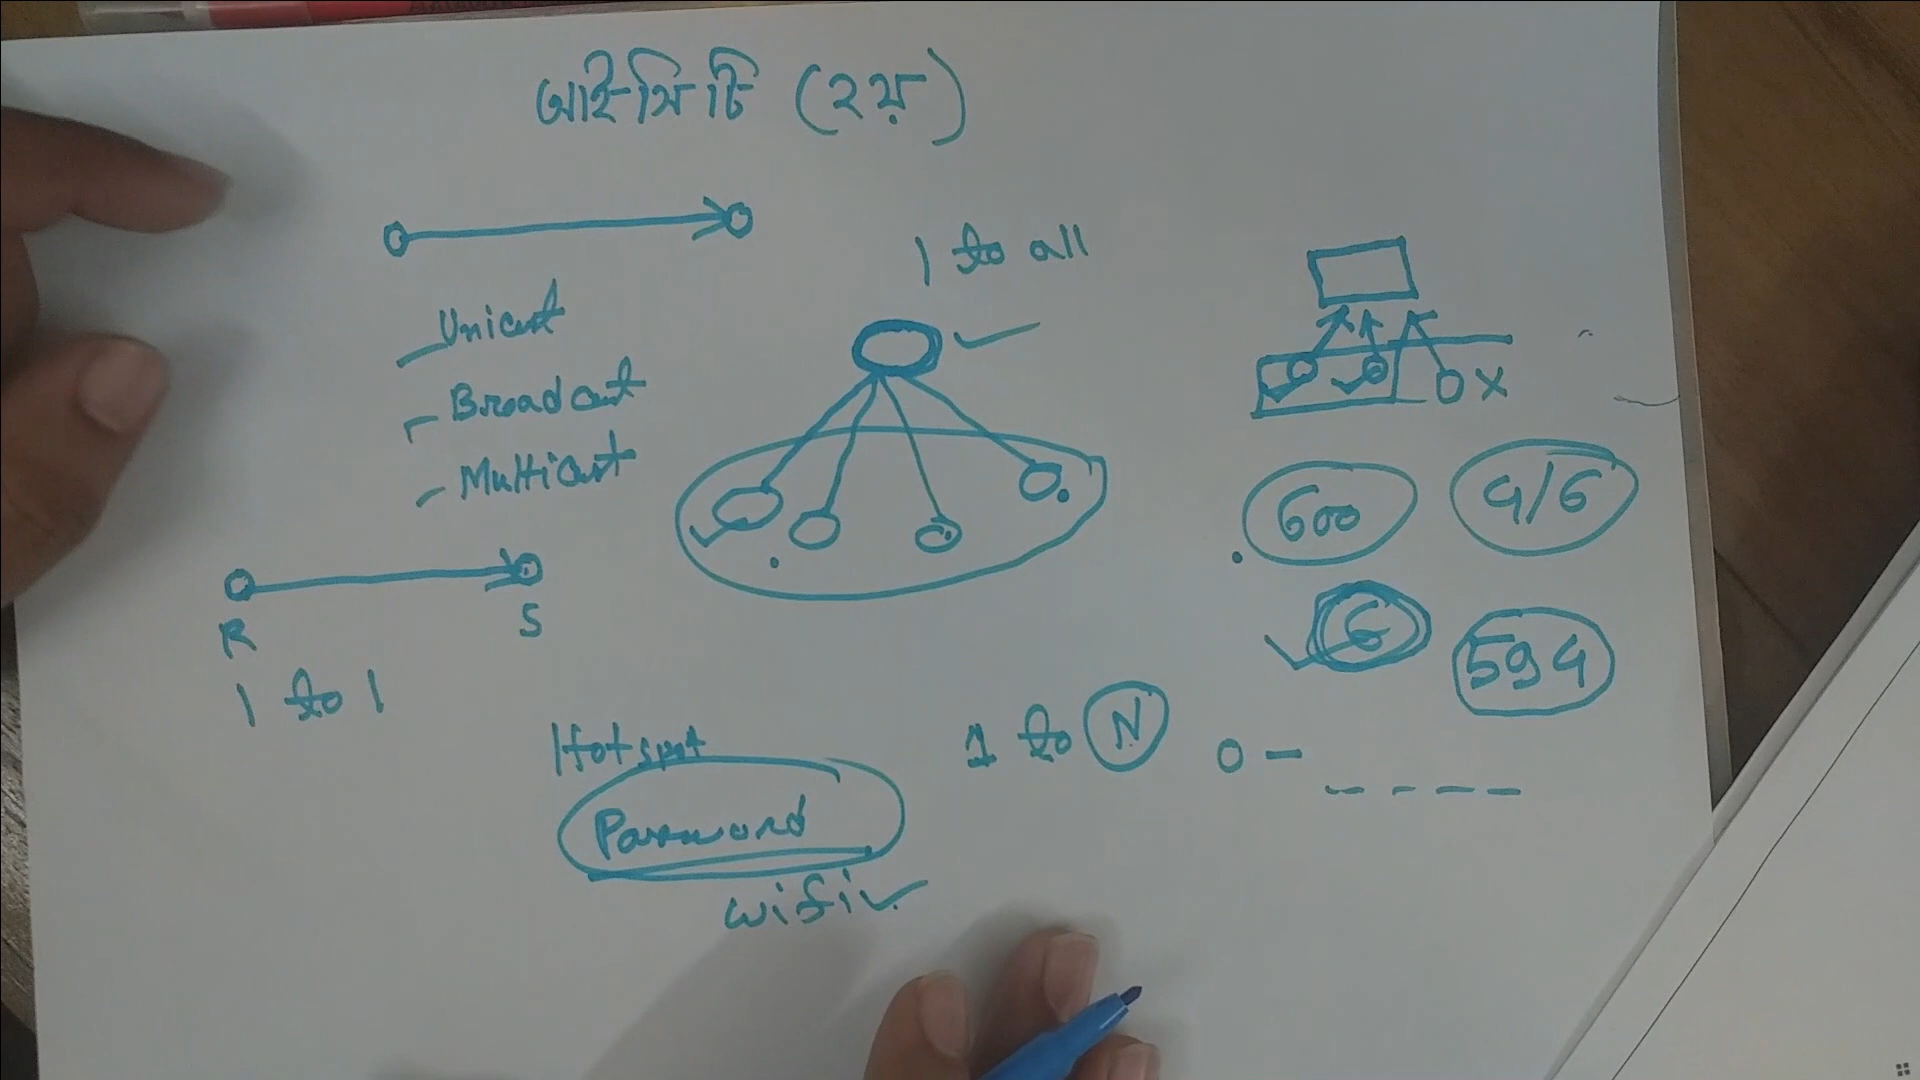 আইসিটি (২য়)
1 to all
Unicast
Broadcast
Multicast
R
S
1 to 1
X
600
4/6
6
594
Hotspot
Password
wifi
1 to N